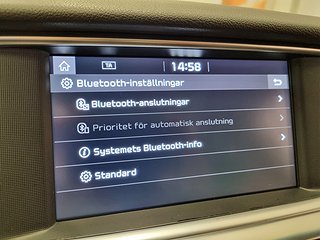 TA 14:58
Bluetooth-inställningar
Bluetooth-anslutningar
Prioritet för automatisk anslutning
Systemets Bluetooth-info
Standard